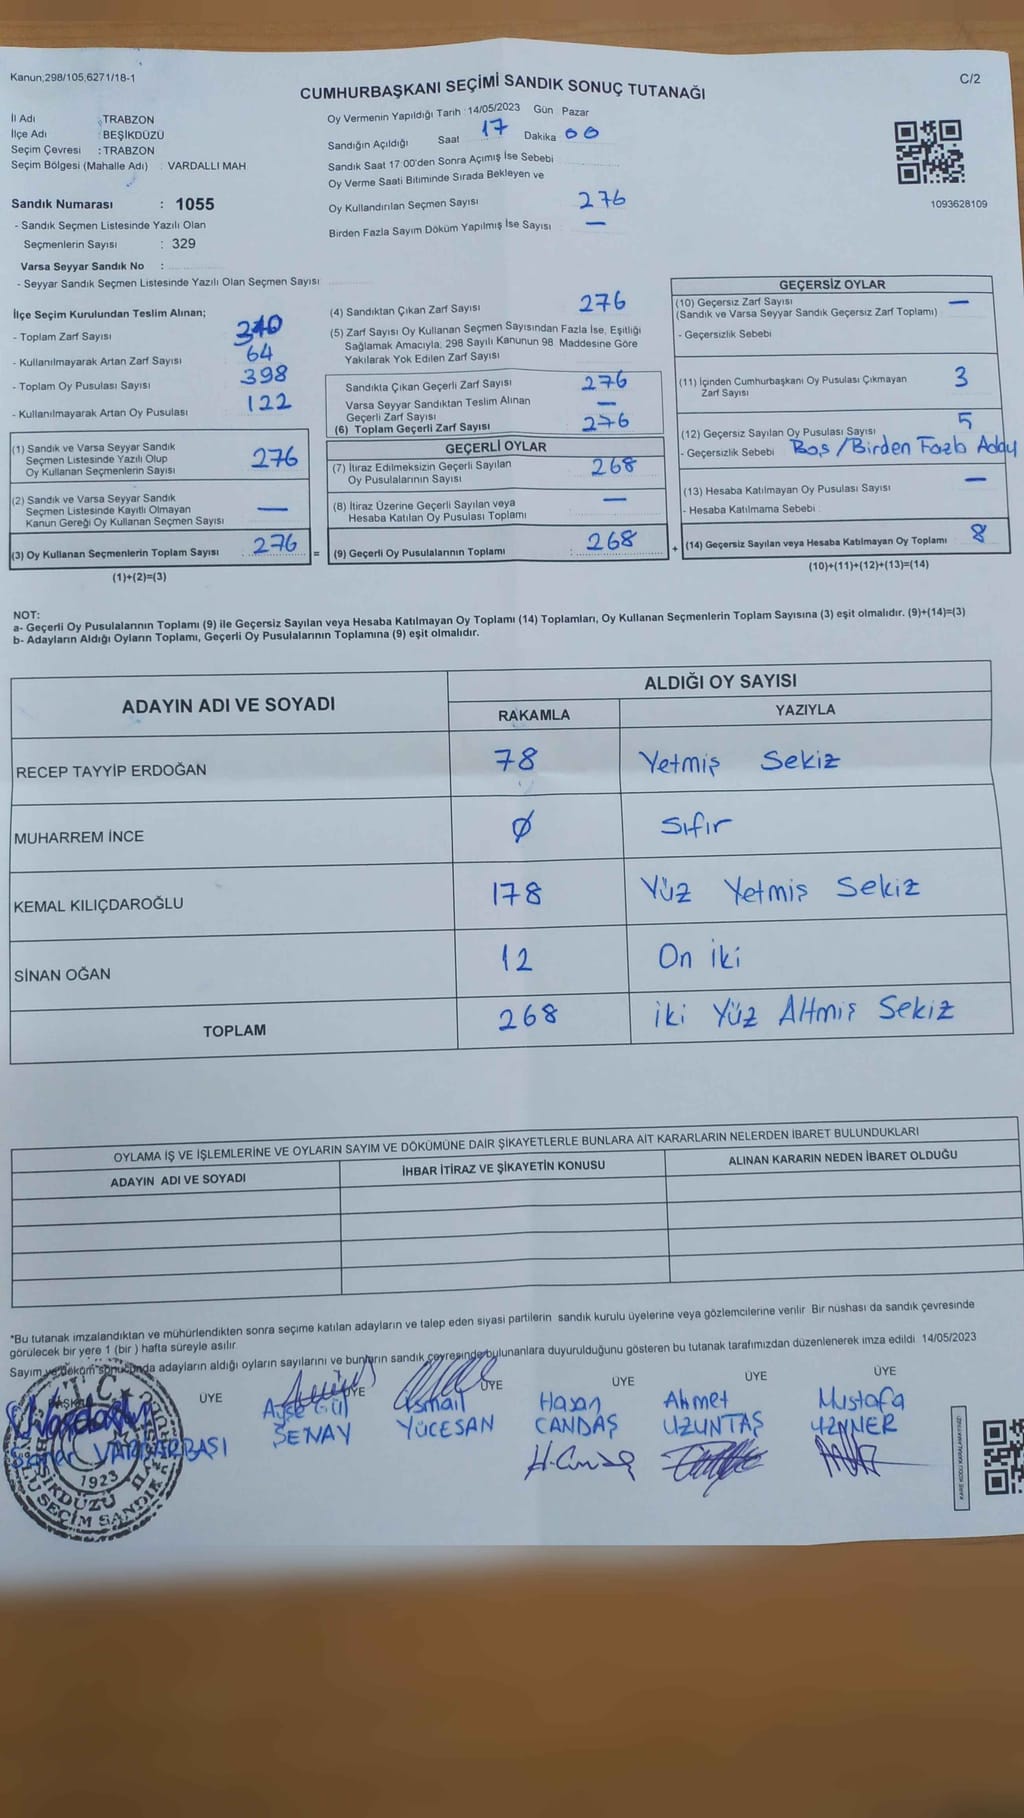 Kanun,298/105,6271/18-1
C/2
CUMHURBAŞKANI SEÇİMİ SANDIK SONUÇ TUTANAĞI
İl Adı : TRABZON
İlçe Adı : BEŞİKDÜZÜ
Seçim Çevresi : TRABZON
Seçim Bölgesi (Mahalle Adı) : VARDALLI MAH
Oy Vermenin Yapıldığı Tarih : 14/05/2023 Gün Pazar
Sandığın Açıldığı Saat 17 Dakika 00
Sandık Saat 17:00'den Sonra Açımış İse Sebebi
Oy Verme Saati Bitiminde Sırada Bekleyen ve
Oy Kullandırılan Seçmen Sayısı 276
Birden Fazla Sayım Döküm Yapılmış İse Sayısı —
1093628109
Sandık Numarası : 1055
- Sandık Seçmen Listesinde Yazılı Olan
Seçmenlerin Sayısı : 329
Varsa Seyyar Sandık No :
- Seyyar Sandık Seçmen Listesinde Yazılı Olan Seçmen Sayısı
İlçe Seçim Kurulundan Teslim Alınan;
- Toplam Zarf Sayısı 340
- Kullanılmayarak Artan Zarf Sayısı 64
- Toplam Oy Pusulası Sayısı 398
- Kullanılmayarak Artan Oy Pusulası 122
(1) Sandık ve Varsa Seyyar Sandık
Seçmen Listesinde Yazılı Olup
Oy Kullanan Seçmenlerin Sayısı 276
(2) Sandık ve Varsa Seyyar Sandık
Seçmen Listesinde Kayıtlı Olmayan
Kanun Gereği Oy Kullanan Seçmen Sayısı —
(3) Oy Kullanan Seçmenlerin Toplam Sayısı : 276 =
(1)+(2)=(3)
(4) Sandıktan Çıkan Zarf Sayısı 276
(5) Zarf Sayısı Oy Kullanan Seçmen Sayısından Fazla İse, Eşitliği
Sağlamak Amacıyla, 298 Sayılı Kanunun 98. Maddesine Göre
Yakılarak Yok Edilen Zarf Sayısı
Sandıkta Çıkan Geçerli Zarf Sayısı 276
Varsa Seyyar Sandıktan Teslim Alınan
Geçerli Zarf Sayısı —
(6) Toplam Geçerli Zarf Sayısı 276
GEÇERLİ OYLAR
(7) İtiraz Edilmeksizin Geçerli Sayılan
Oy Pusulalarının Sayısı 268
(8) İtiraz Üzerine Geçerli Sayılan veya
Hesaba Katılan Oy Pusulası Toplamı —
(9) Geçerli Oy Pusulalarının Toplamı : 268 +
GEÇERSİZ OYLAR
(10) Geçersiz Zarf Sayısı —
(Sandık ve Varsa Seyyar Sandık Geçersiz Zarf Toplamı)
- Geçersizlik Sebebi
(11) İçinden Cumhurbaşkanı Oy Pusulası Çıkmayan
Zarf Sayısı 3
(12) Geçersiz Sayılan Oy Pusulası Sayısı 5
- Geçersizlik Sebebi Boş/Birden Fazla Aday
(13) Hesaba Katılmayan Oy Pusulası Sayısı —
- Hesaba Katılmama Sebebi
(14) Geçersiz Sayılan veya Hesaba Katılmayan Oy Toplamı 8
(10)+(11)+(12)+(13)=(14)
NOT:
a- Geçerli Oy Pusulalarının Toplamı (9) ile Geçersiz Sayılan veya Hesaba Katılmayan Oy Toplamı (14) Toplamları, Oy Kullanan Seçmenlerin Toplam Sayısına (3) eşit olmalıdır. (9)+(14)=(3)
b- Adayların Aldığı Oyların Toplamı, Geçerli Oy Pusulalarının Toplamına (9) eşit olmalıdır.
ADAYIN ADI VE SOYADI ALDIĞI OY SAYISI
RAKAMLA YAZIYLA
RECEP TAYYİP ERDOĞAN 78 Yetmiş Sekiz
MUHARREM İNCE 0 Sıfır
KEMAL KILIÇDAROĞLU 178 Yüz Yetmiş Sekiz
SİNAN OĞAN 12 On iki
TOPLAM 268 iki Yüz Altmış Sekiz
OYLAMA İŞ VE İŞLEMLERİNE VE OYLARIN SAYIM VE DÖKÜMÜNE DAİR ŞİKAYETLERLE BUNLARA AİT KARARLARIN NELERDEN İBARET BULUNDUKLARI
ADAYIN ADI VE SOYADI İHBAR İTİRAZ VE ŞİKAYETİN KONUSU ALINAN KARARIN NEDEN İBARET OLDUĞU
*Bu tutanak imzalandıktan ve mühürlendikten sonra seçime katılan adayların ve talep eden siyasi partilerin sandık kurulu üyelerine veya gözlemcilerine verilir. Bir nüshası da sandık çevresinde
görülecek bir yere 1 (bir) hafta süreyle asılır.
Sayım ve döküm sonucunda adayların aldığı oyların sayılarını ve bunların sandık çevresinde bulunanlara duyurulduğunu gösteren bu tutanak tarafımızdan düzenlenerek imza edildi. 14/05/2023
BAŞKAN ÜYE ÜYE ÜYE ÜYE ÜYE ÜYE
Ayşe Gül İsmail Hasan Ahmet Mustafa
ŞENAY YÜCESAN CANDAŞ UZUNTAŞ
T.C.
1923
BEŞİKDÜZÜ
SEÇİM SANDIK
KARE KODU KARALAMAYINIZ!